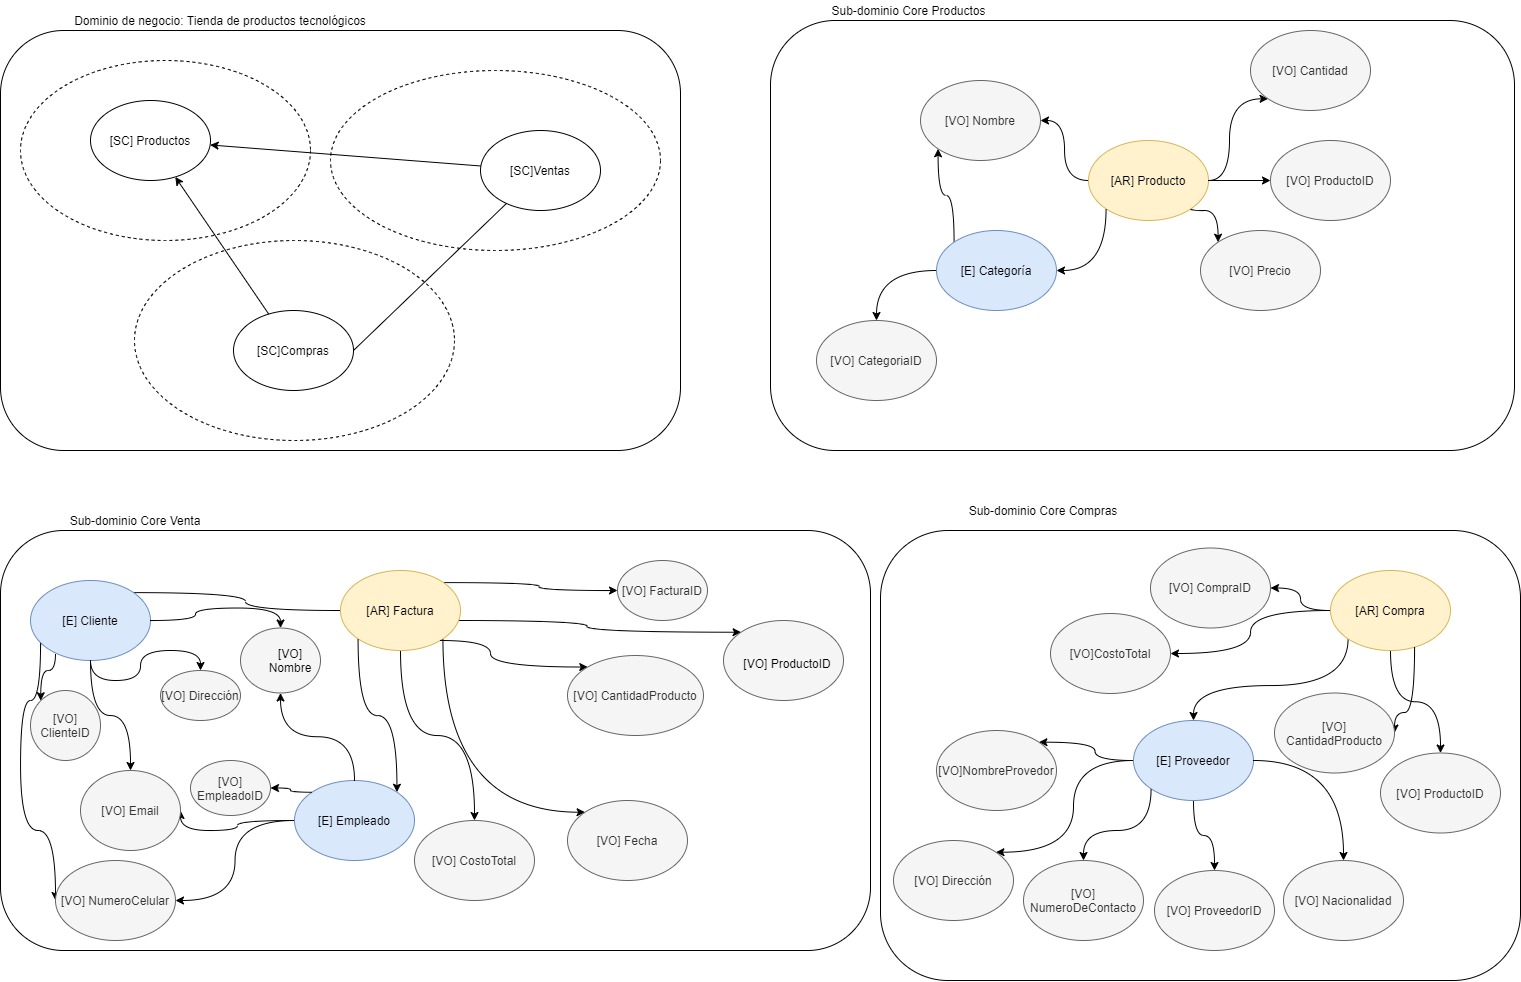 Dominio de negocio: Tienda de productos tecnológicos
[SC] Productos
[SC]Ventas
[SC]Compras
Sub-dominio Core Productos
[VO] Cantidad
[VO] Nombre
[AR] Producto
[VO] ProductoID
[E] Categoría
[VO] Precio
[VO] CategoriaID
Sub-dominio Core Venta
[E] Cliente
[AR] Factura
[VO] FacturaID
[VO]
Nombre
[VO] ProductoID
[VO] Dirección
[VO] CantidadProducto
[VO]
ClienteID
[VO]
EmpleadoID
[VO] Email
[E] Empleado
[VO] Fecha
[VO] CostoTotal
[VO] NumeroCelular
Sub-dominio Core Compras
[VO] CompraID
[AR] Compra
[VO]CostoTotal
[VO]
CantidadProducto
[E] Proveedor
[VO]NombreProvedor
[VO] ProductoID
[VO] Dirección
[VO]
NumeroDeContacto
[VO] ProveedorID
[VO] Nacionalidad